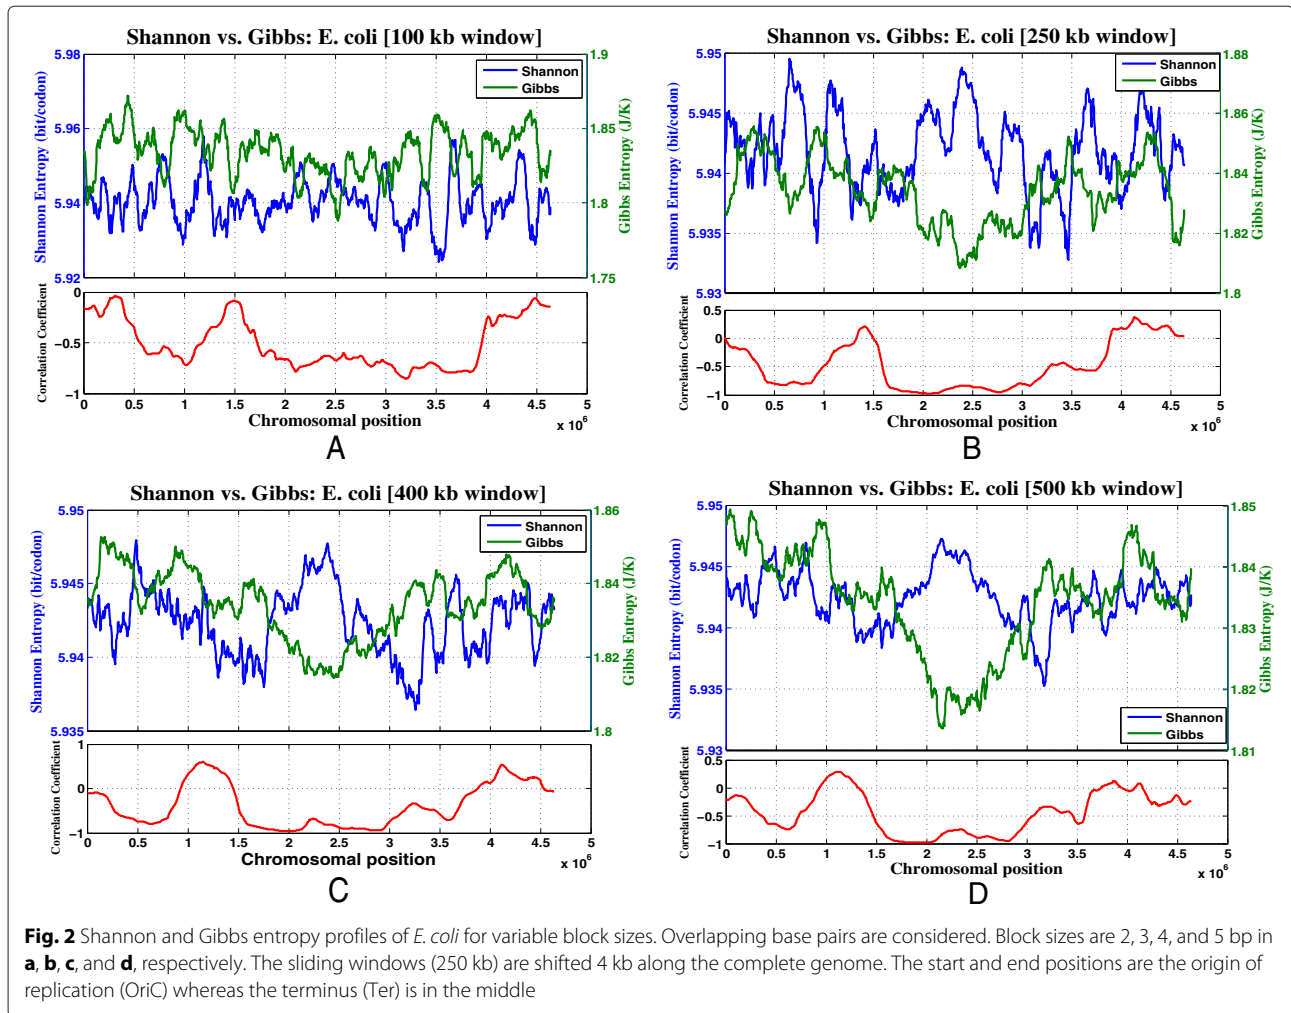 Shannon vs. Gibbs: E. coli [100 kb window]
5.98
5.96
5.94
5.92
Shannon Entropy (bit/codon)
Shannon
Gibbs
1.9
1.85
1.8
1.75
Gibbs Entropy (J/K)
0
−0.5
−1
Correlation Coefficient
0 0.5 1 1.5 2 2.5 3 3.5 4 4.5 5
Chromosomal position
x 10^6
A
Shannon vs. Gibbs: E. coli [250 kb window]
5.95
5.945
5.94
5.935
5.93
Shannon Entropy (bit/codon)
Shannon
Gibbs
1.88
1.86
1.84
1.82
1.8
Gibbs Entropy (J/K)
0.5
0
−0.5
−1
Correlation Coefficient
0 0.5 1 1.5 2 2.5 3 3.5 4 4.5 5
Chromosomal position
x 10^6
B
Shannon vs. Gibbs: E. coli [400 kb window]
5.95
5.945
5.94
5.935
Shannon Entropy (bit/codon)
Shannon
Gibbs
1.86
1.84
1.82
1.8
Gibbs Entropy (J/K)
1
0
−1
Correlation Coefficient
0 0.5 1 1.5 2 2.5 3 3.5 4 4.5 5
Chromosomal position
x 10^6
C
Shannon vs. Gibbs: E. coli [500 kb window]
5.95
5.945
5.94
5.935
5.93
Shannon Entropy (bit/codon)
Shannon
Gibbs
1.85
1.84
1.83
1.82
1.81
Gibbs Entropy (J/K)
0.5
0
−0.5
−1
Correlation Coefficient
0 0.5 1 1.5 2 2.5 3 3.5 4 4.5 5
Chromosomal position
x 10^6
D
Fig. 2 Shannon and Gibbs entropy profiles of E. coli for variable block sizes. Overlapping base pairs are considered. Block sizes are 2, 3, 4, and 5 bp in
a, b, c, and d, respectively. The sliding windows (250 kb) are shifted 4 kb along the complete genome. The start and end positions are the origin of
replication (OriC) whereas the terminus (Ter) is in the middle